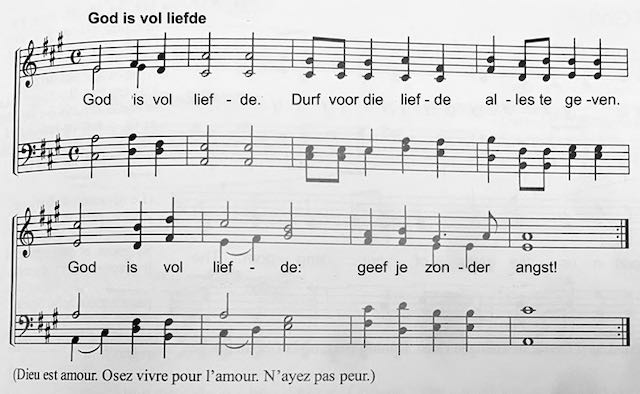 God is vol liefde
God is vol lief - de. Durf voor die lief - de al - les te ge - ven.
God is vol lief - de: geef je zon - der angst!
(Dieu est amour. Osez vivre pour l'amour. N'ayez pas peur.)